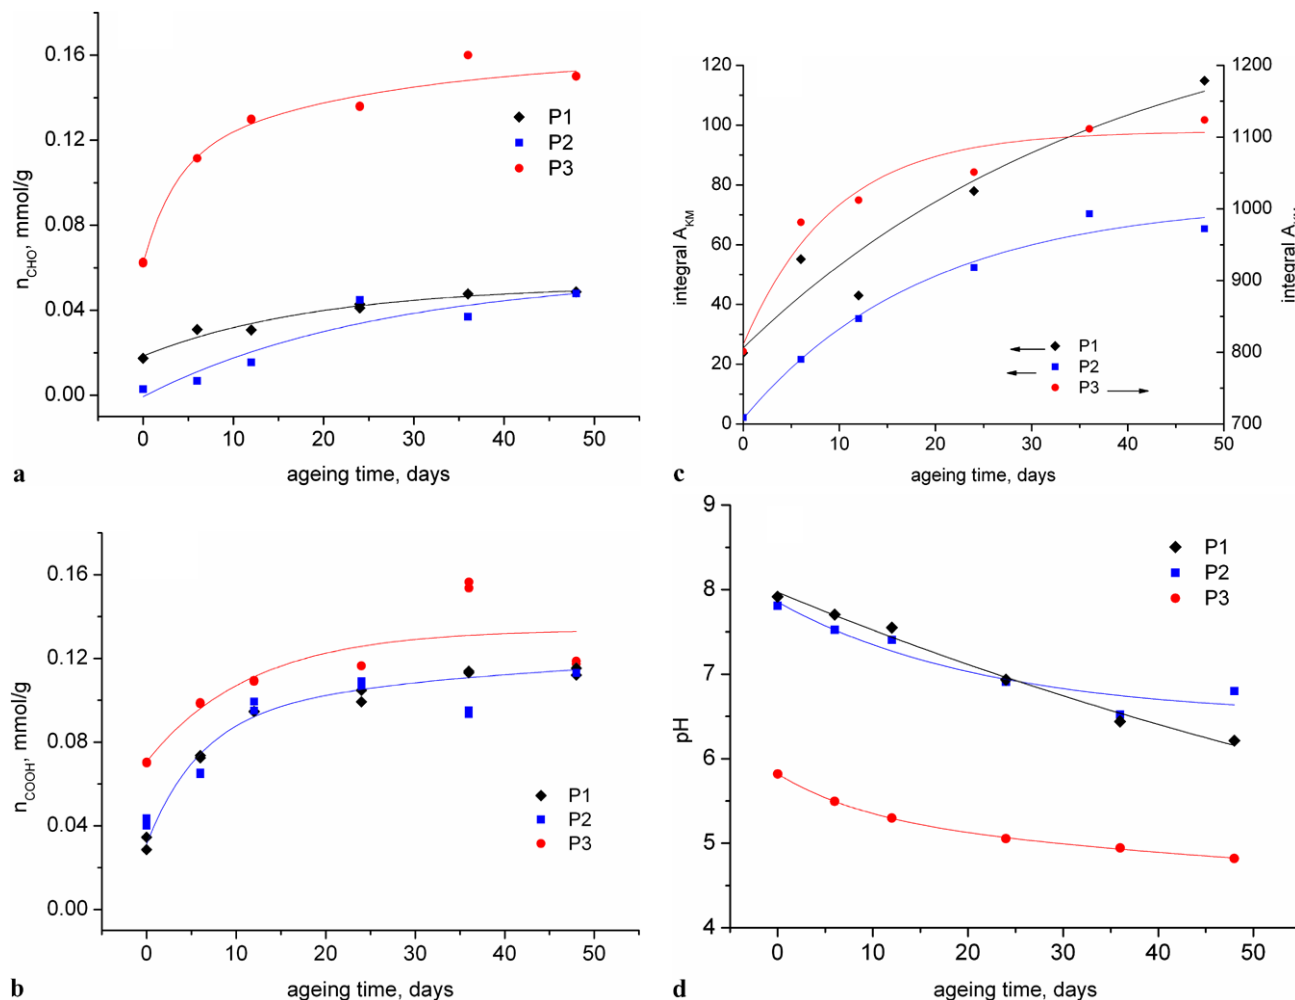 0.16
0.12
0.08
0.04
0.00
n_CHO, mmol/g
P1
P2
P3
0 10 20 30 40 50
ageing time, days
a
120
100
80
60
40
20
0
integral A_KM
1200
1100
1000
900
800
700
integral A
P1
P2
P3
0 10 20 30 40 50
ageing time, days
c
0.16
0.12
0.08
0.04
0.00
n_COOH, mmol/g
P1
P2
P3
0 10 20 30 40 50
ageing time, days
b
9
8
7
6
5
4
pH
P1
P2
P3
0 10 20 30 40 50
ageing time, days
d